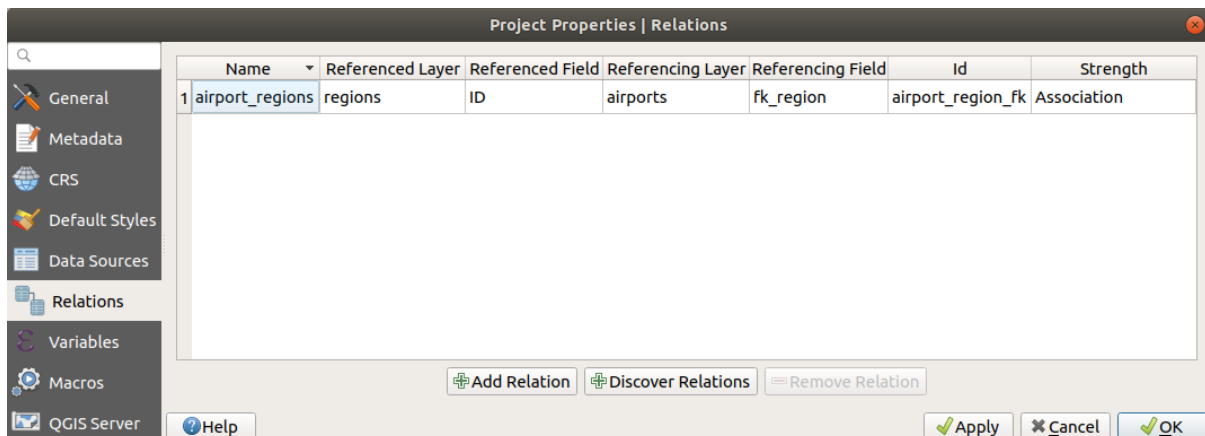 Project Properties | Relations
General
Metadata
CRS
Default Styles
Data Sources
Relations
Variables
Macros
QGIS Server
Name Referenced Layer Referenced Field Referencing Layer Referencing Field Id Strength
1 airport_regions regions ID airports fk_region airport_region_fk Association
Add Relation Discover Relations Remove Relation
Help Apply Cancel OK